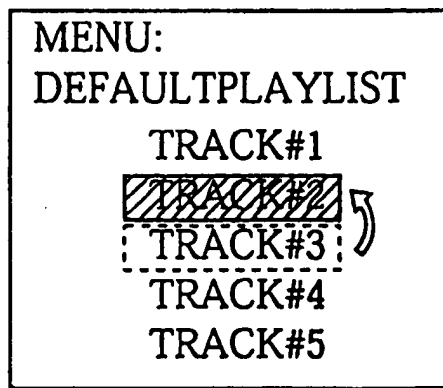 MENU:
DEFAULTPLAYLIST
TRACK#1
TRACK#2
TRACK#3
TRACK#4
TRACK#5